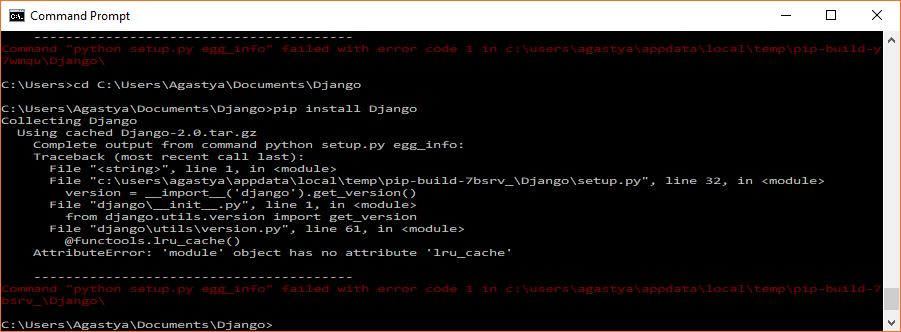 Command Prompt
----------------------------------------
Command "python setup.py egg_info" failed with error code 1 in c:\users\agastya\appdata\local\temp\pip-build-y
7wmqu\Django\
C:\Users>cd C:\Users\Agastya\Documents\Django
C:\Users\Agastya\Documents\Django>pip install Django
Collecting Django
Using cached Django-2.0.tar.gz
Complete output from command python setup.py egg_info:
Traceback (most recent call last):
File "<string>", line 1, in <module>
File "c:\users\agastya\appdata\local\temp\pip-build-7bsrv_\Django\setup.py", line 32, in <module>
version = __import__('django').get_version()
File "django\__init__.py", line 1, in <module>
from django.utils.version import get_version
File "django\utils\version.py", line 61, in <module>
@functools.lru_cache()
AttributeError: 'module' object has no attribute 'lru_cache'
----------------------------------------
Command "python setup.py egg_info" failed with error code 1 in c:\users\agastya\appdata\local\temp\pip-build-7
bsrv_\Django\
C:\Users\Agastya\Documents\Django>